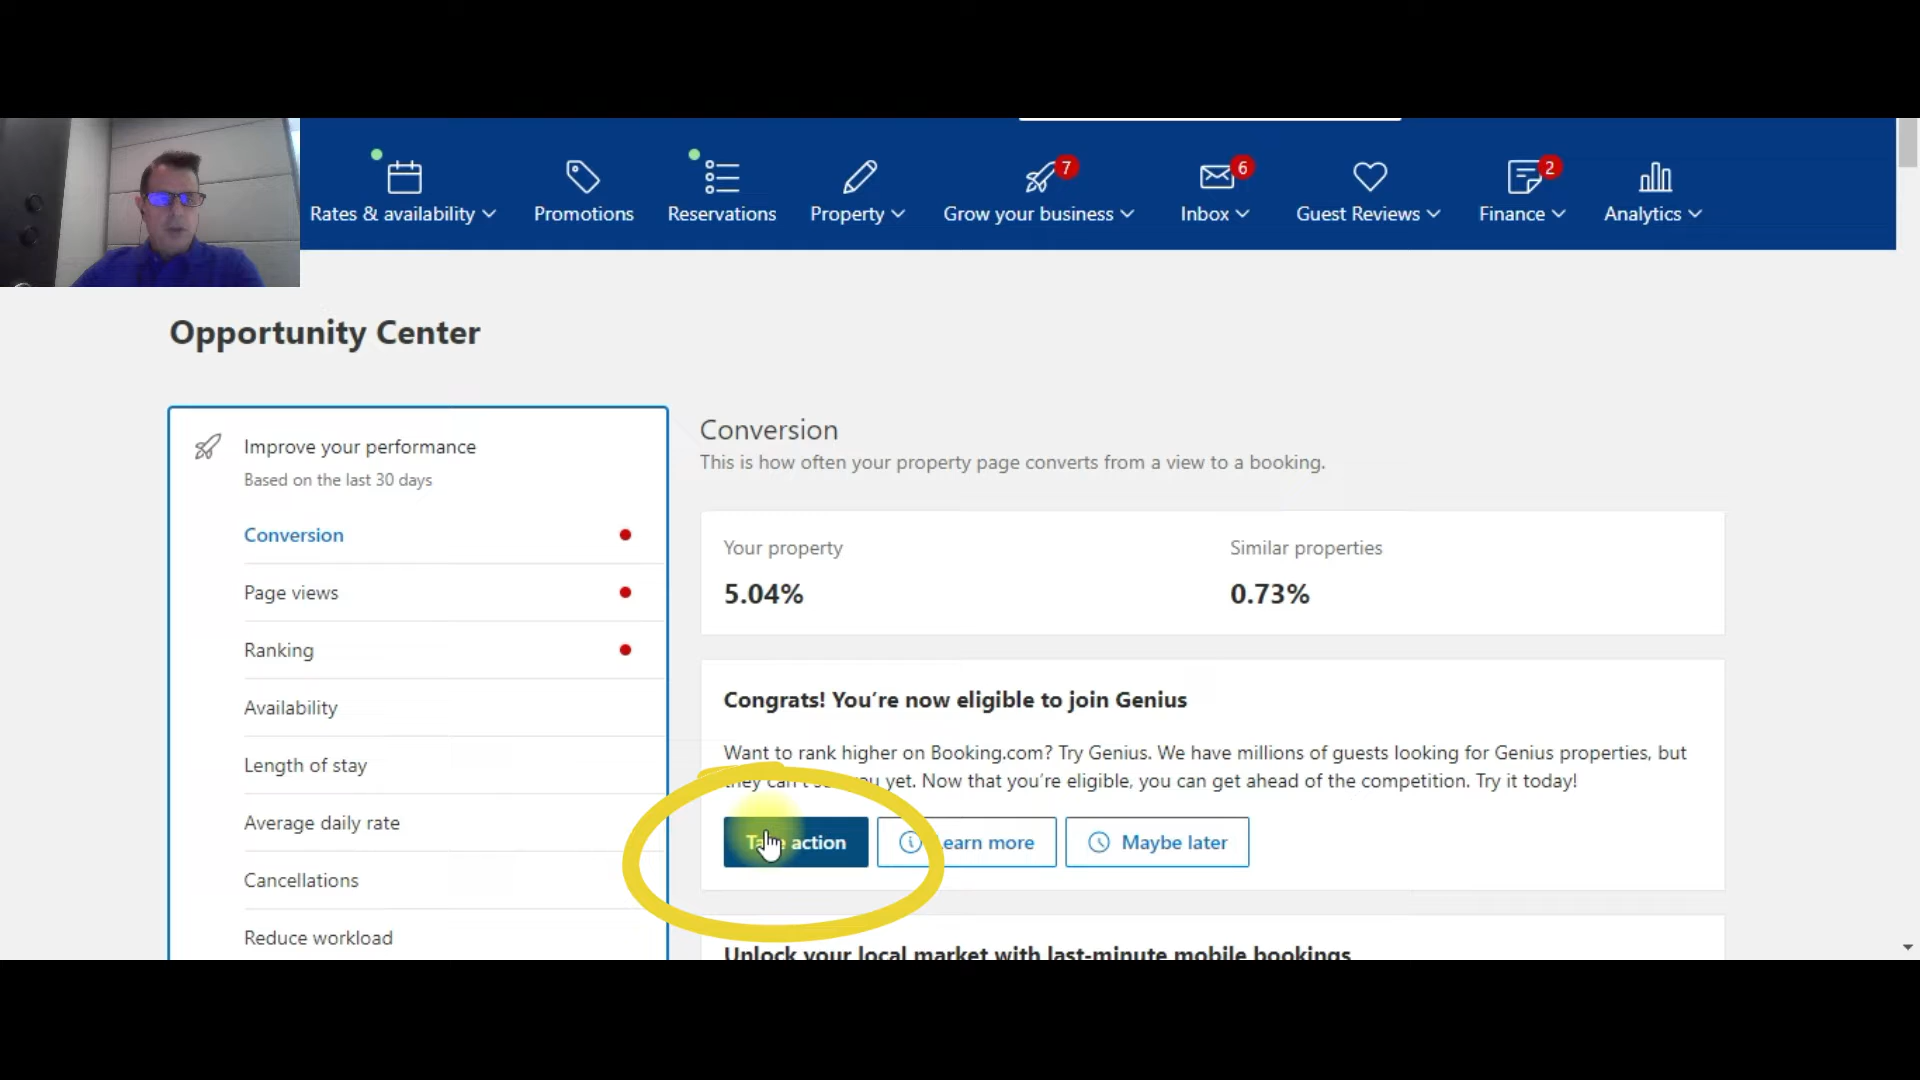 7
6
2
Rates & availability
Promotions
Reservations
Property
Grow your business
Inbox
Guest Reviews
Finance
Analytics
Opportunity Center
Improve your performance
Based on the last 30 days
Conversion
Page views
Ranking
Availability
Length of stay
Average daily rate
Cancellations
Reduce workload
Conversion
This is how often your property page converts from a view to a booking.
Your property
Similar properties
5.04%
0.73%
Congrats! You're now eligible to join Genius
Want to rank higher on Booking.com? Try Genius. We have millions of guests looking for Genius properties, but
they can't yet. Now that you're eligible, you can get ahead of the competition. Try it today!
Take action
Learn more
Maybe later
Unlock your local market with last-minute mobile bookings